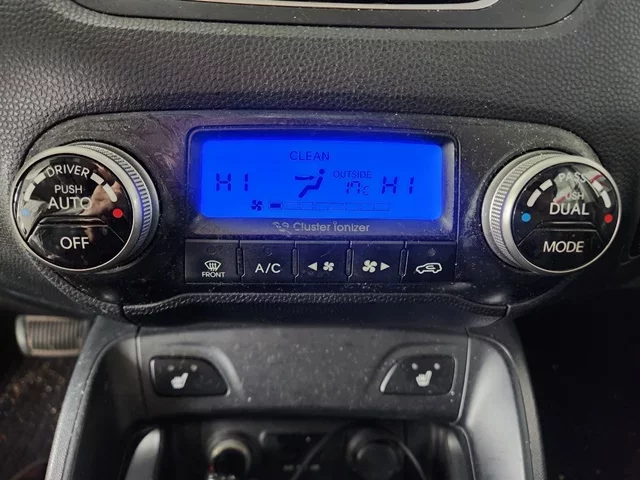 CLEAN
DRIVER
PUSH
AUTO
OFF
HI
OUTSIDE
17°C
HI
PASS
PUSH
DUAL
MODE
Cluster ionizer
FRONT
A/C